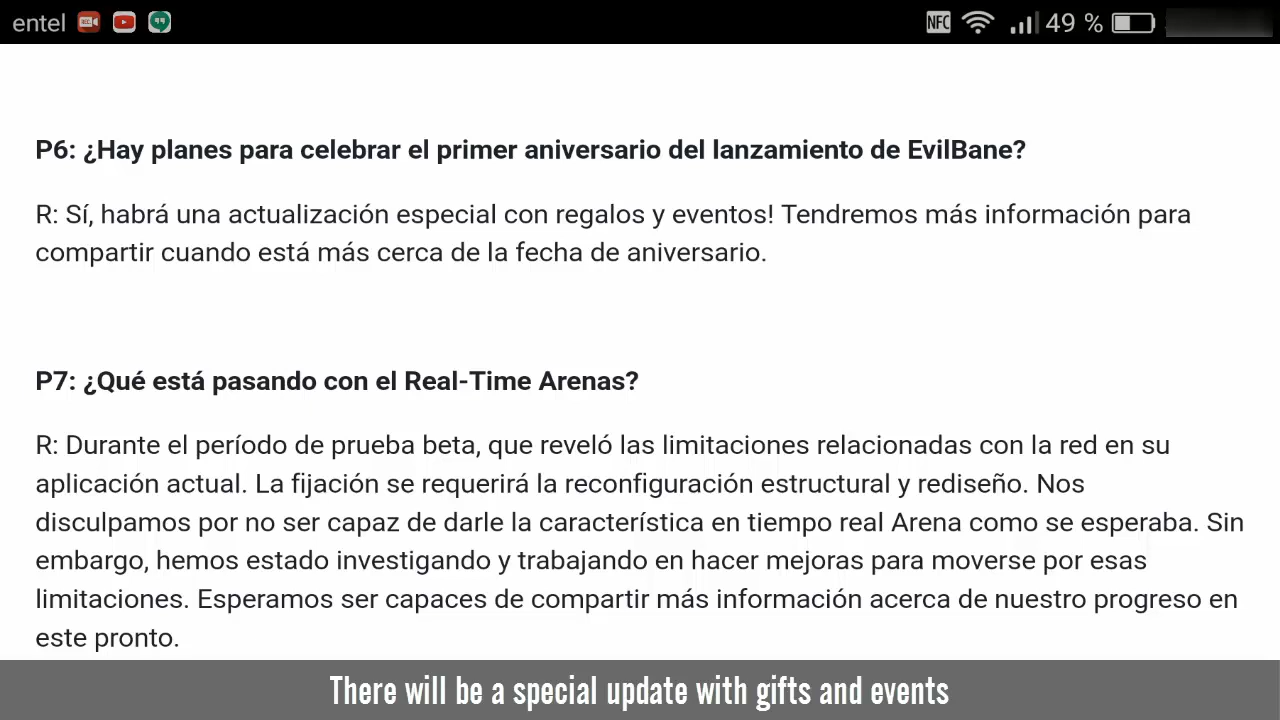 entel NFC 49 %
P6: ¿Hay planes para celebrar el primer aniversario del lanzamiento de EvilBane?
R: Sí, habrá una actualización especial con regalos y eventos! Tendremos más información para
compartir cuando está más cerca de la fecha de aniversario.
P7: ¿Qué está pasando con el Real-Time Arenas?
R: Durante el período de prueba beta, que reveló las limitaciones relacionadas con la red en su
aplicación actual. La fijación se requerirá la reconfiguración estructural y rediseño. Nos
disculpamos por no ser capaz de darle la característica en tiempo real Arena como se esperaba. Sin
embargo, hemos estado investigando y trabajando en hacer mejoras para moverse por esas
limitaciones. Esperamos ser capaces de compartir más información acerca de nuestro progreso en
este pronto.
There will be a special update with gifts and events